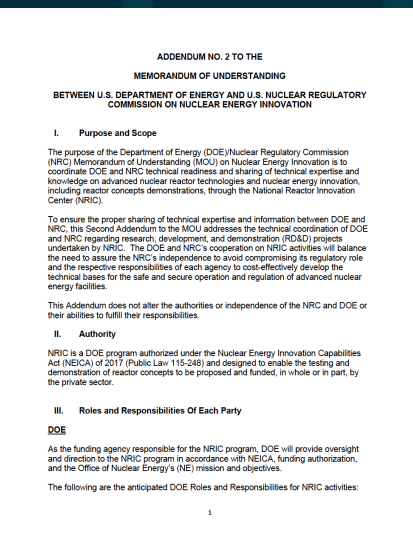 ADDENDUM NO. 2 TO THE
MEMORANDUM OF UNDERSTANDING
BETWEEN U.S. DEPARTMENT OF ENERGY AND U.S. NUCLEAR REGULATORY
COMMISSION ON NUCLEAR ENERGY INNOVATION
I. Purpose and Scope
The purpose of the Department of Energy (DOE)/Nuclear Regulatory Commission
(NRC) Memorandum of Understanding (MOU) on Nuclear Energy Innovation is to
coordinate DOE and NRC technical readiness and sharing of technical expertise and
knowledge on advanced nuclear reactor technologies and nuclear energy innovation,
including reactor concepts demonstrations, through the National Reactor Innovation
Center (NRIC).
To ensure the proper sharing of technical expertise and information between DOE and
NRC, this Second Addendum to the MOU addresses the technical coordination of DOE
and NRC regarding research, development, and demonstration (RD&D) projects
undertaken by NRIC. The DOE and NRC's cooperation on NRIC activities will balance
the need to assure the NRC's independence to avoid compromising its regulatory role
and the respective responsibilities of each agency to cost-effectively develop the
technical bases for the safe and secure operation and regulation of advanced nuclear
energy facilities.
This Addendum does not alter the authorities or independence of the NRC and DOE or
their abilities to fulfill their responsibilities.
II. Authority
NRIC is a DOE program authorized under the Nuclear Energy Innovation Capabilities
Act (NEICA) of 2017 (Public Law 115-248) and designed to enable the testing and
demonstration of reactor concepts to be proposed and funded, in whole or in part, by
the private sector.
III. Roles and Responsibilities Of Each Party
DOE
As the funding agency responsible for the NRIC program, DOE will provide oversight
and direction to the NRIC program in accordance with NEICA, funding authorization,
and the Office of Nuclear Energy's (NE) mission and objectives.
The following are the anticipated DOE Roles and Responsibilities for NRIC activities:
1